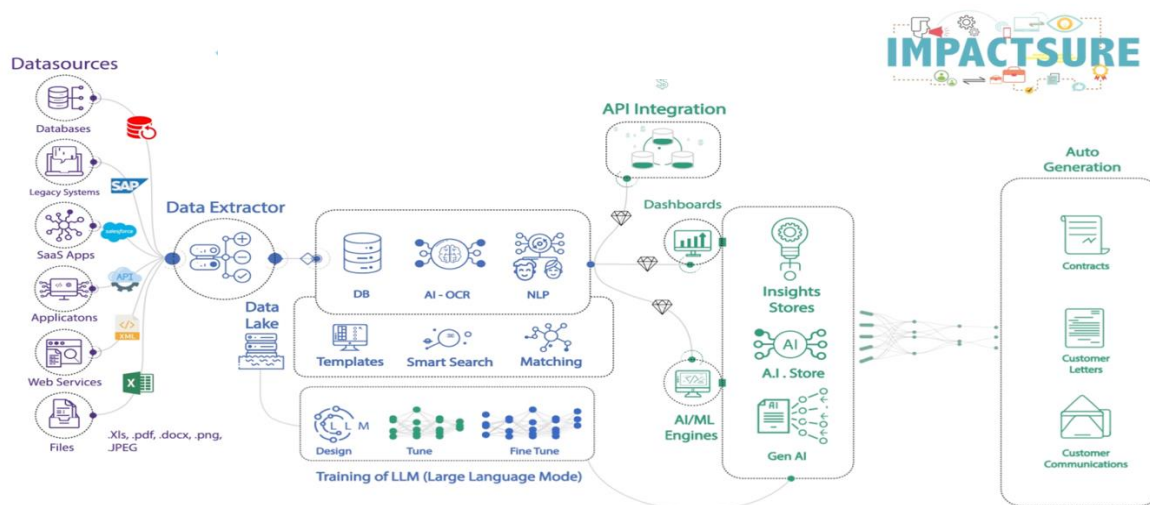 IMPACTSURE
Datasources
Databases
Legacy Systems
SaaS Apps
Applicatons
Web Services
Files
SAP
salesforce
API
XML
.Xls, .pdf, .docx, .png,
.JPEG
Data Extractor
Data
Lake
DB
AI - OCR
NLP
Templates
Smart Search
Matching
LLM
Design
Tune
Fine Tune
Training of LLM (Large Language Mode)
API Integration
Dashboards
AI/ML
Engines
Insights
Stores
AI
A.I . Store
AI
Gen AI
Auto
Generation
Contracts
Customer
Letters
Customer
Communications